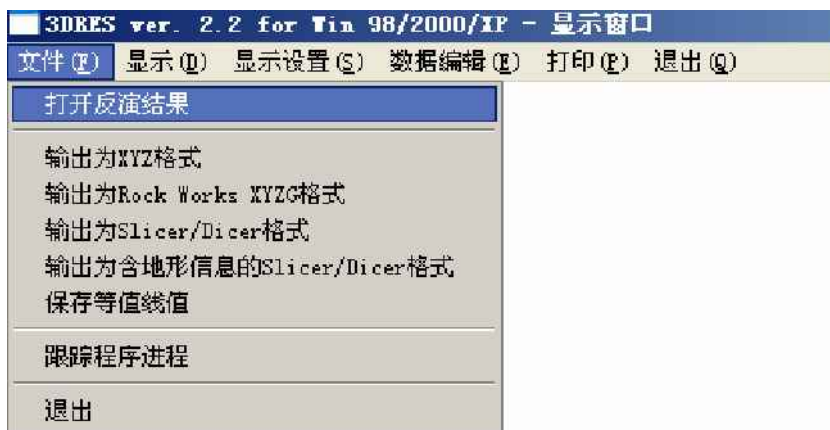 3DRES ver. 2.2 for Win 98/2000/XP - 显示窗口
文件(F) 显示(D) 显示设置(S) 数据编辑(E) 打印(P) 退出(Q)
打开反演结果
输出为XYZ格式
输出为Rock Works XYZG格式
输出为Slicer/Dicer格式
输出为含地形信息的Slicer/Dicer格式
保存等值线值
跟踪程序进程
退出